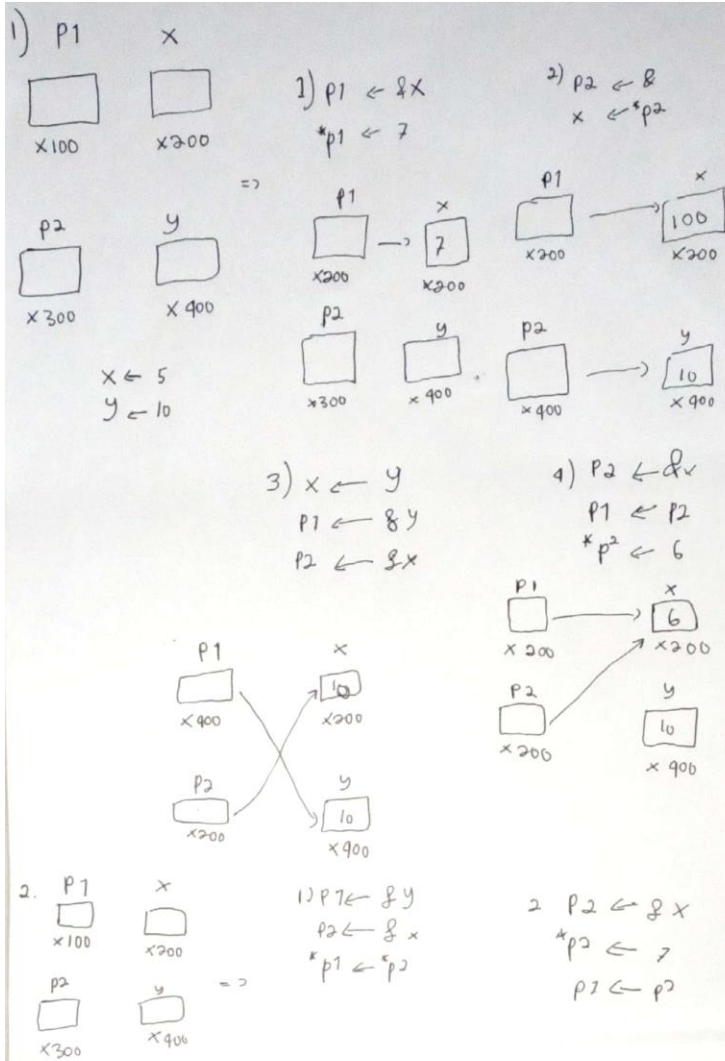 1) P1 x
x100 x200
P2 y
x300 x400
x ← 5
y ← 10
=>
1) P1 ← &x
*p1 ← 7
P1 x
7
x200 x200
P2 y
x300 x400
2) P2 ← &
x ← *p2
P1 x
100
x200 x200
P2 y
10
x400 x400
3) x ← y
P1 ← &y
P2 ← &x
P1 x
10
x400 x200
P2 y
10
x200 x400
4) P2 ← &x
P1 ← P2
*p2 ← 6
P1 x
6
x200 x200
P2 y
10
x200 x400
2. P1 x
x100 x200
P2 y
x300 x400
=>
1) P1 ← &y
P2 ← &x
*p1 ← *p2
2 P2 ← &x
*p2 ← 7
P1 ← P2